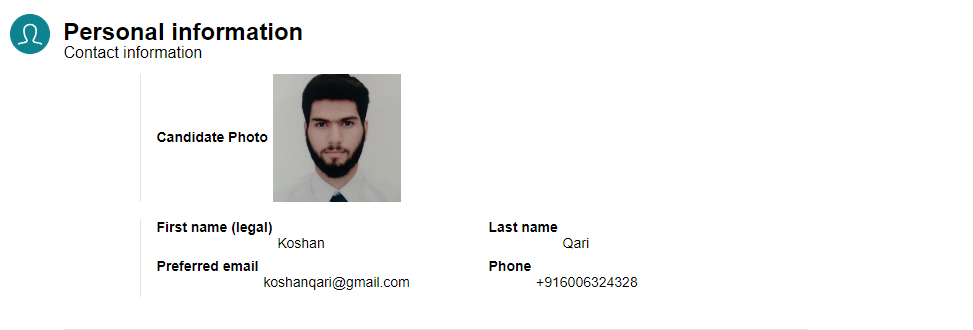 Personal information
Contact information
Candidate Photo
First name (legal)
Koshan
Last name
Qari
Preferred email
koshanqari@gmail.com
Phone
+916006324328